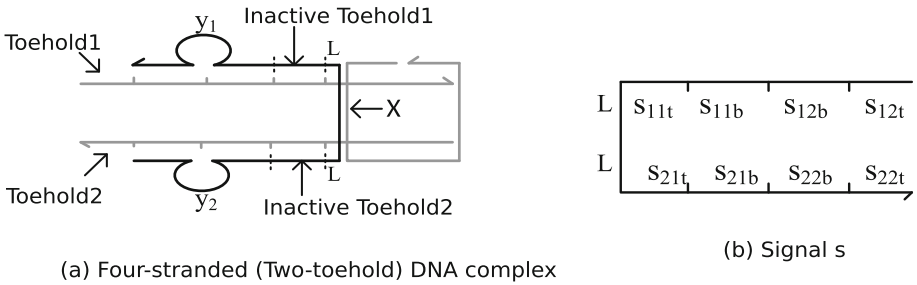 y1
Inactive Toehold1
Toehold1
L
X
Toehold2
L
y2
Inactive Toehold2
(a) Four-stranded (Two-toehold) DNA complex
L s11t s11b s12b s12t
L s21t s21b s22b s22t
(b) Signal s